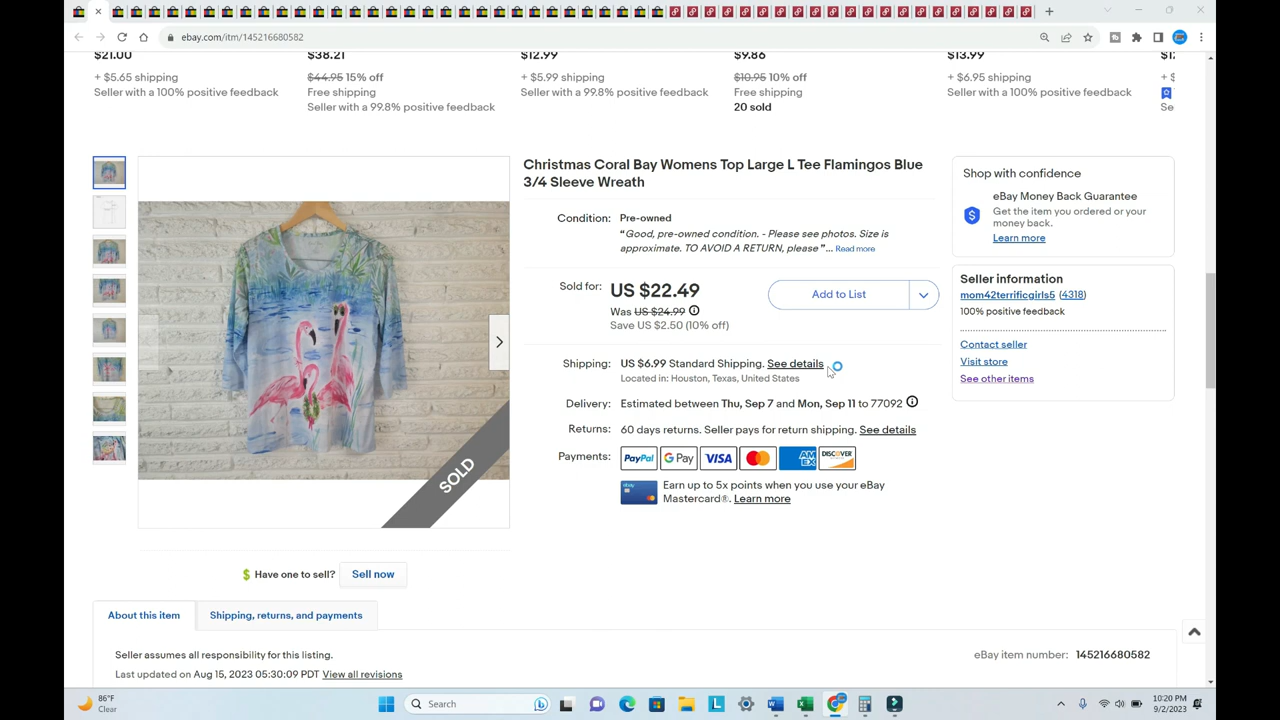 ebay.com/itm/145216680582
$21.00
+ $5.65 shipping
Seller with a 100% positive feedback
$38.21
$44.95 15% off
Free shipping
Seller with a 99.8% positive feedback
$12.99
+ $5.99 shipping
Seller with a 99.8% positive feedback
$9.86
$10.95 10% off
Free shipping
20 sold
$13.99
+ $6.95 shipping
Seller with a 100% positive feedback
+ $
Se
Christmas Coral Bay Womens Top Large L Tee Flamingos Blue
3/4 Sleeve Wreath
Condition: Pre-owned
“Good, pre-owned condition. - Please see photos. Size is
approximate. TO AVOID A RETURN, please ”... Read more
Sold for: US $22.49
Add to List
Was US $24.99
Save US $2.50 (10% off)
Shipping: US $6.99 Standard Shipping. See details
Located in: Houston, Texas, United States
Delivery: Estimated between Thu, Sep 7 and Mon, Sep 11 to 77092
Returns: 60 days returns. Seller pays for return shipping. See details
Payments: PayPal G Pay VISA AM EX DISCOVER
Earn up to 5x points when you use your eBay
Mastercard®. Learn more
Shop with confidence
eBay Money Back Guarantee
Get the item you ordered or your
money back.
Learn more
Seller information
mom42terrificgirls5 (4318)
100% positive feedback
Contact seller
Visit store
See other items
SOLD
$ Have one to sell? Sell now
About this item
Shipping, returns, and payments
Seller assumes all responsibility for this listing.
eBay item number: 145216680582
Last updated on Aug 15, 2023 05:30:09 PDT View all revisions
86°F
Clear
Search
10:20 PM
9/2/2023